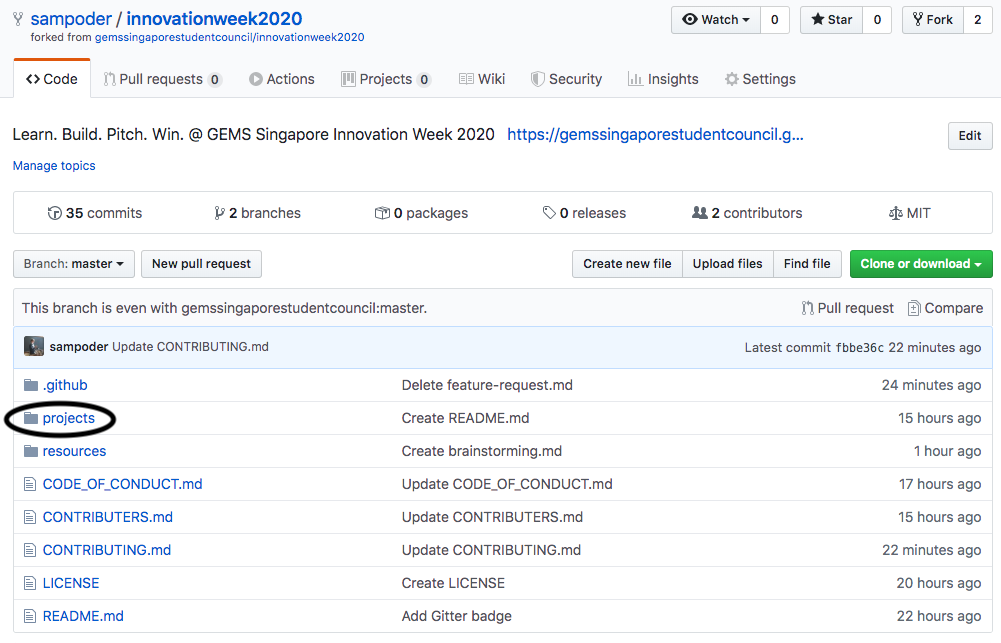 sampoder / innovationweek2020
forked from gemssingaporestudentcouncil/innovationweek2020
Watch 0 Star 0 Fork 2
Code Pull requests 0 Actions Projects 0 Wiki Security Insights Settings
Learn. Build. Pitch. Win. @ GEMS Singapore Innovation Week 2020 https://gemssingaporestudentcouncil.g...
Edit
Manage topics
35 commits 2 branches 0 packages 0 releases 2 contributors MIT
Branch: master New pull request Create new file Upload files Find file Clone or download
This branch is even with gemssingaporestudentcouncil:master. Pull request Compare
sampoder Update CONTRIBUTING.md Latest commit fbbe36c 22 minutes ago
.github Delete feature-request.md 24 minutes ago
projects Create README.md 15 hours ago
resources Create brainstorming.md 1 hour ago
CODE_OF_CONDUCT.md Update CODE_OF_CONDUCT.md 17 hours ago
CONTRIBUTERS.md Update CONTRIBUTERS.md 15 hours ago
CONTRIBUTING.md Update CONTRIBUTING.md 22 minutes ago
LICENSE Create LICENSE 20 hours ago
README.md Add Gitter badge 22 hours ago